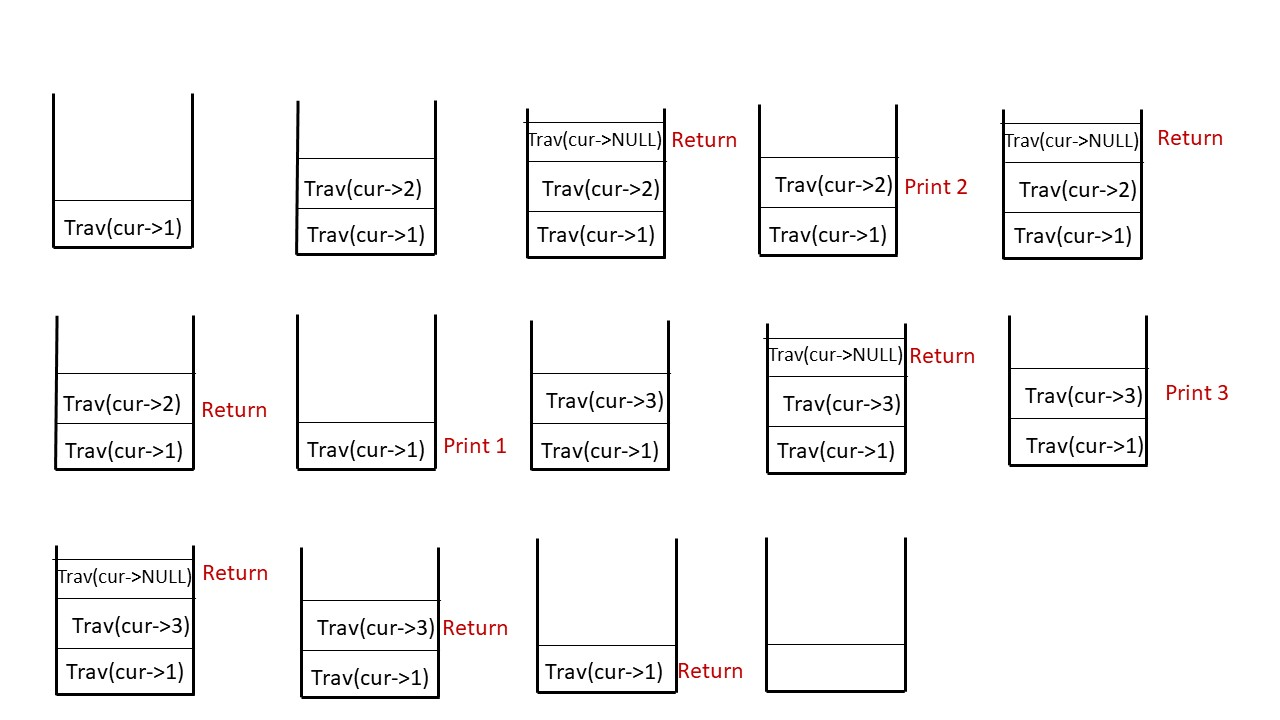 Trav(cur->1)
Trav(cur->2)
Trav(cur->1)
Trav(cur->NULL) Return
Trav(cur->2)
Trav(cur->1)
Trav(cur->2) Print 2
Trav(cur->1)
Trav(cur->NULL) Return
Trav(cur->2)
Trav(cur->1)
Trav(cur->2) Return
Trav(cur->1)
Trav(cur->1) Print 1
Trav(cur->3)
Trav(cur->1)
Trav(cur->NULL) Return
Trav(cur->3)
Trav(cur->1)
Trav(cur->3) Print 3
Trav(cur->1)
Trav(cur->NULL) Return
Trav(cur->3)
Trav(cur->1)
Trav(cur->3) Return
Trav(cur->1)
Trav(cur->1) Return